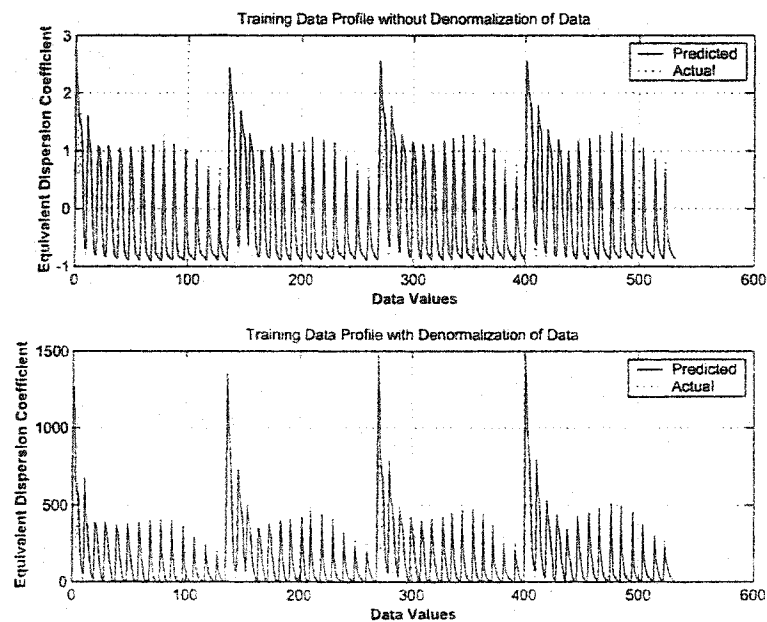 Training Data Profile without Denormalization of Data
Equivalent Dispersion Coefficient
3
2
1
0
-1
Predicted
Actual
0
100
200
300
400
500
600
Data Values
Training Data Profile with Denormalization of Data
Equivalent Dispersion Coefficient
1500
1000
500
0
Predicted
Actual
0
100
200
300
400
500
600
Data Values